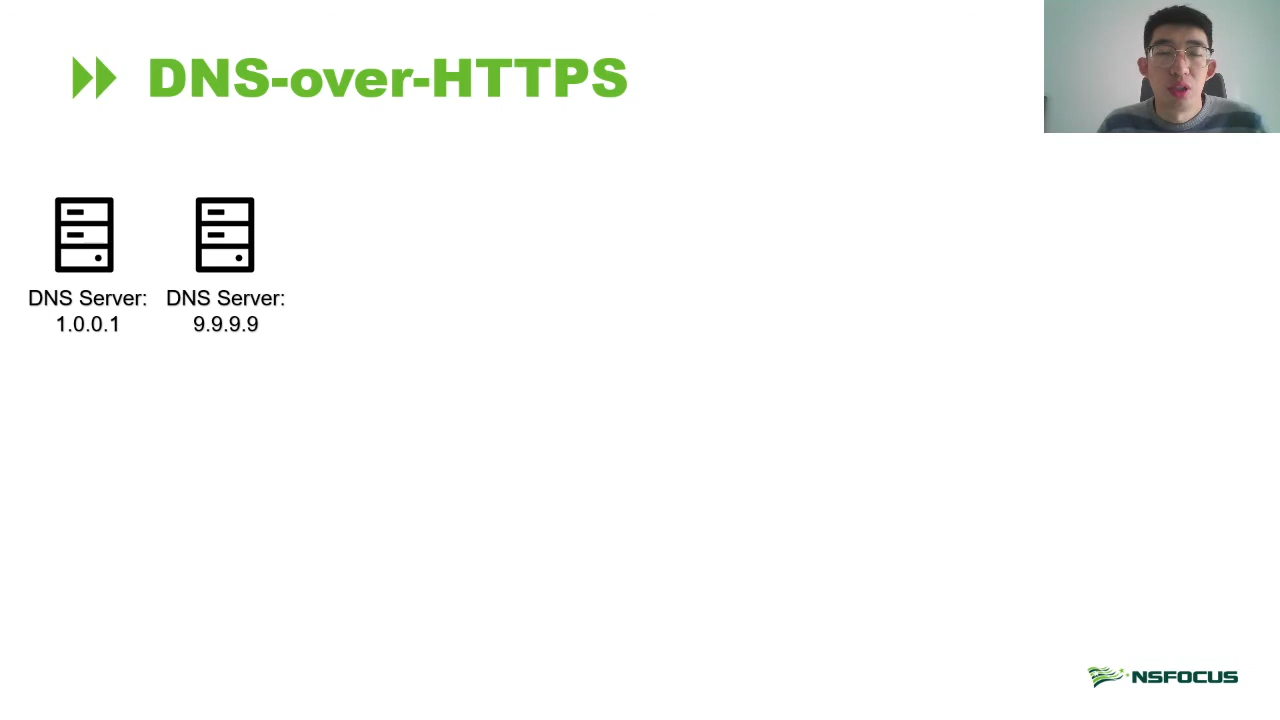 DNS-over-HTTPS
DNS Server:
1.0.0.1
DNS Server:
9.9.9.9
NSFOCUS